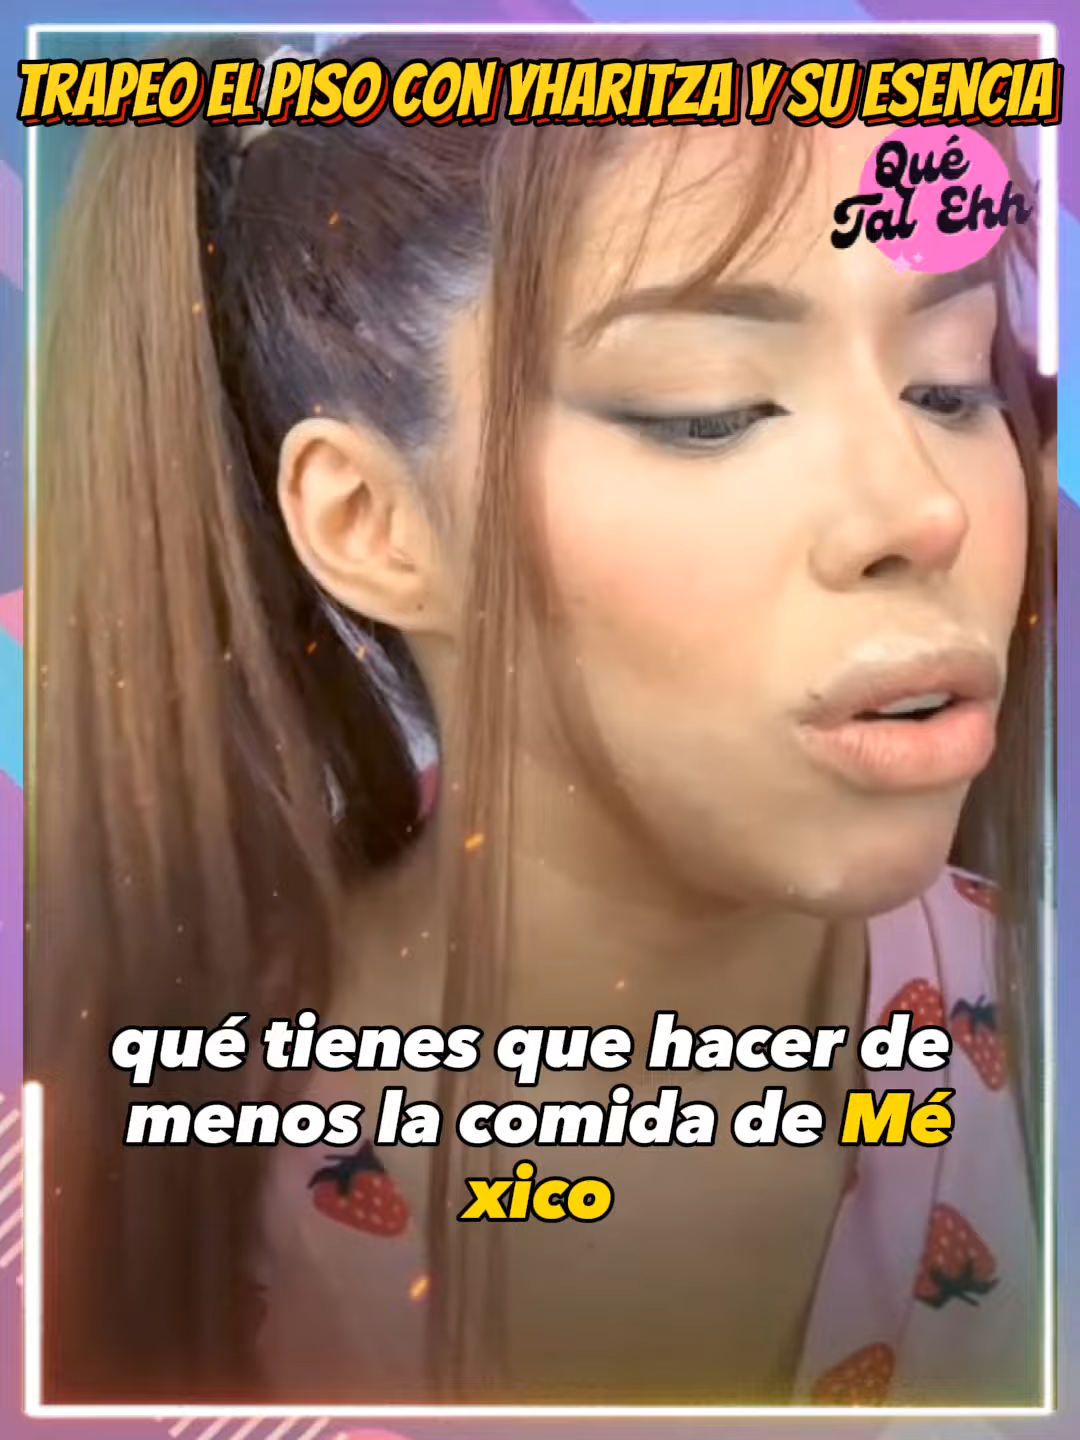 TRAPEO EL PISO CON YHARITZA Y SU ESENCIA
Qué
Tal Ehh
qué tienes que hacer de
menos la comida de Mé
xico